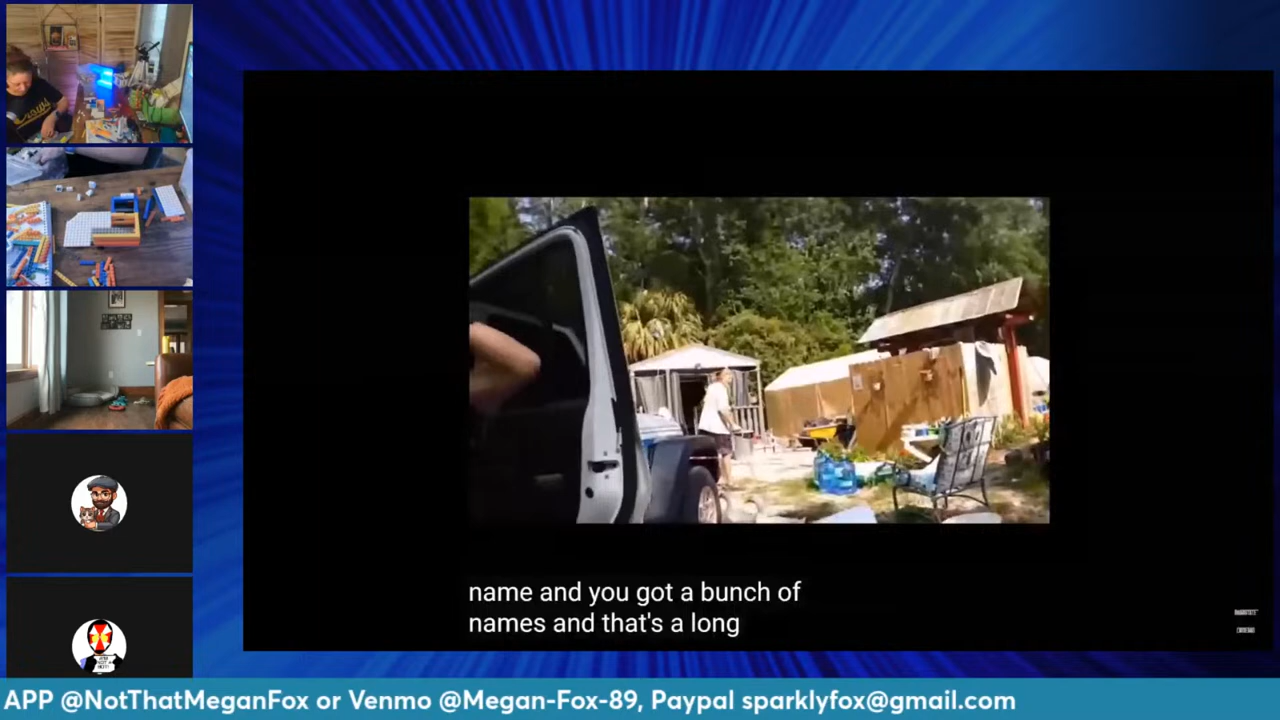 name and you got a bunch of
names and that's a long
APP @NotThatMeganFox or Venmo @Megan-Fox-89, Paypal sparklyfox@gmail.com